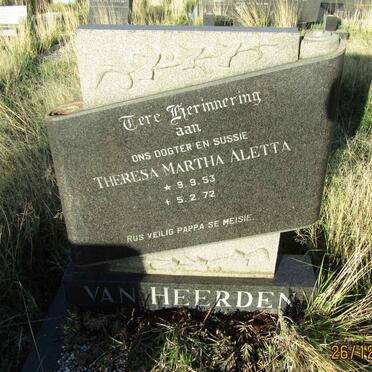 Tere Herinnering
aan
ONS DOGTER EN SUSSIE
THERESA MARTHA ALETTA
* 9.9.53
+ 5.2.72
RUS VEILIG PAPPA SE MEISIE.
VAN HEERDEN
26/12